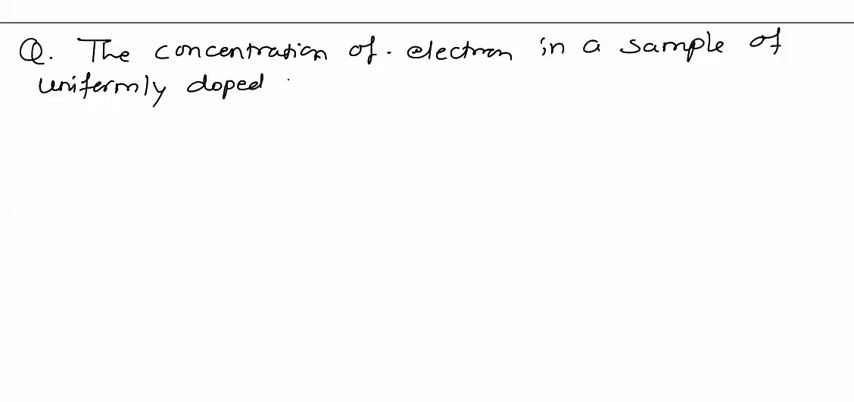 Q. The concentration of. electron in a sample of
uniformly doped